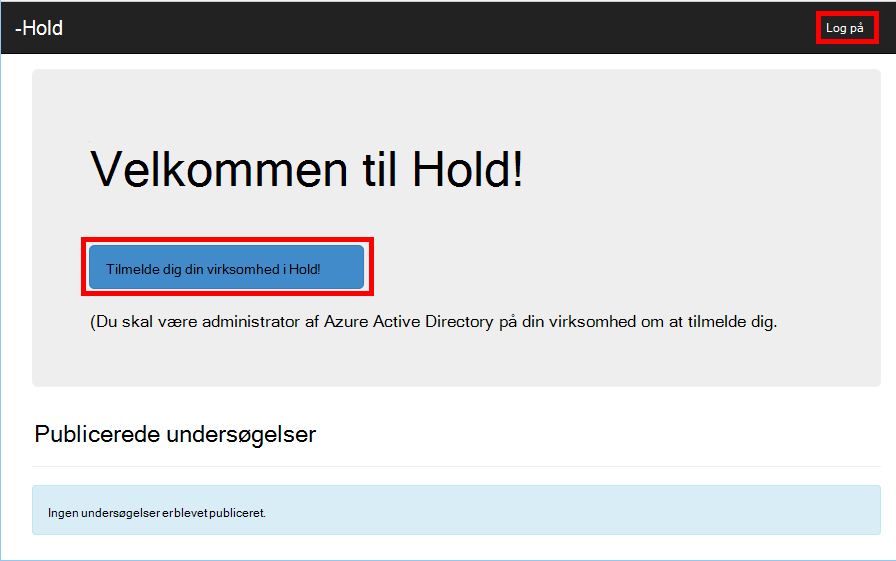 -Hold
Log på
Velkommen til Hold!
Tilmelde dig din virksomhed i Hold!
(Du skal være administrator af Azure Active Directory på din virksomhed om at tilmelde dig.
Publicerede undersøgelser
Ingen undersøgelser er blevet publiceret.